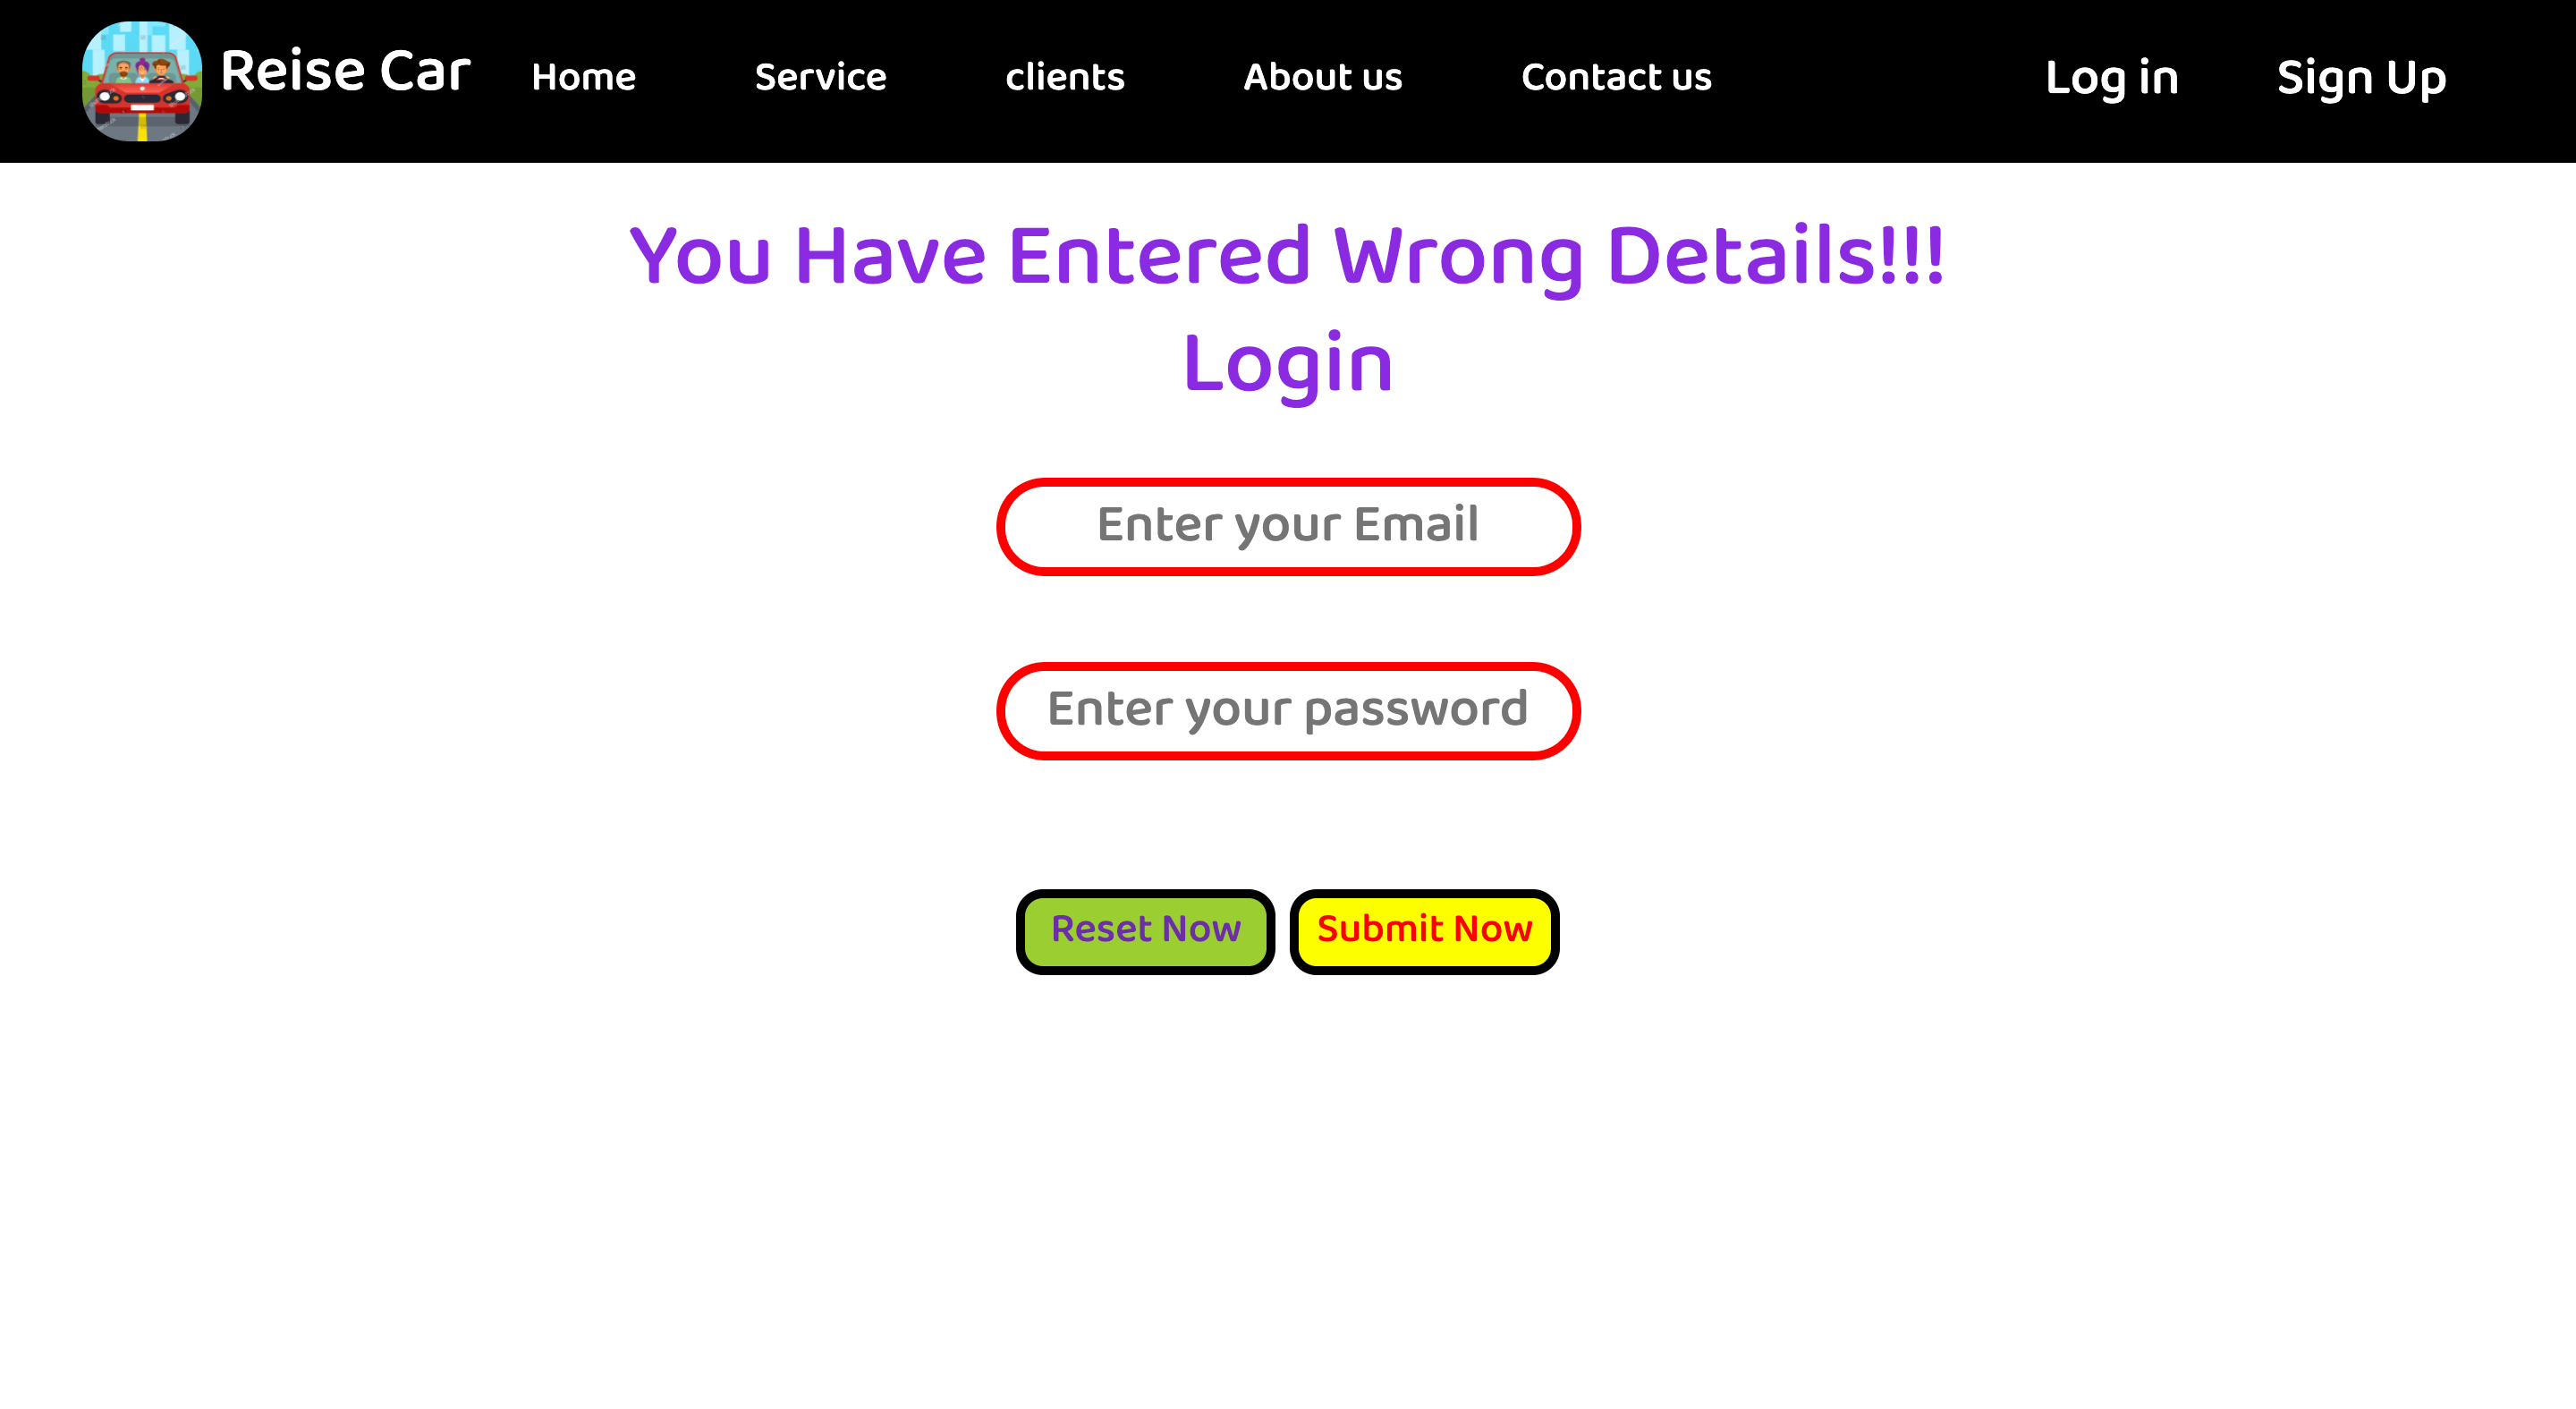 Reise Car Home Service clients About us Contact us Log in Sign Up
You Have Entered Wrong Details!!!
Login
Enter your Email
Enter your password
Reset Now Submit Now